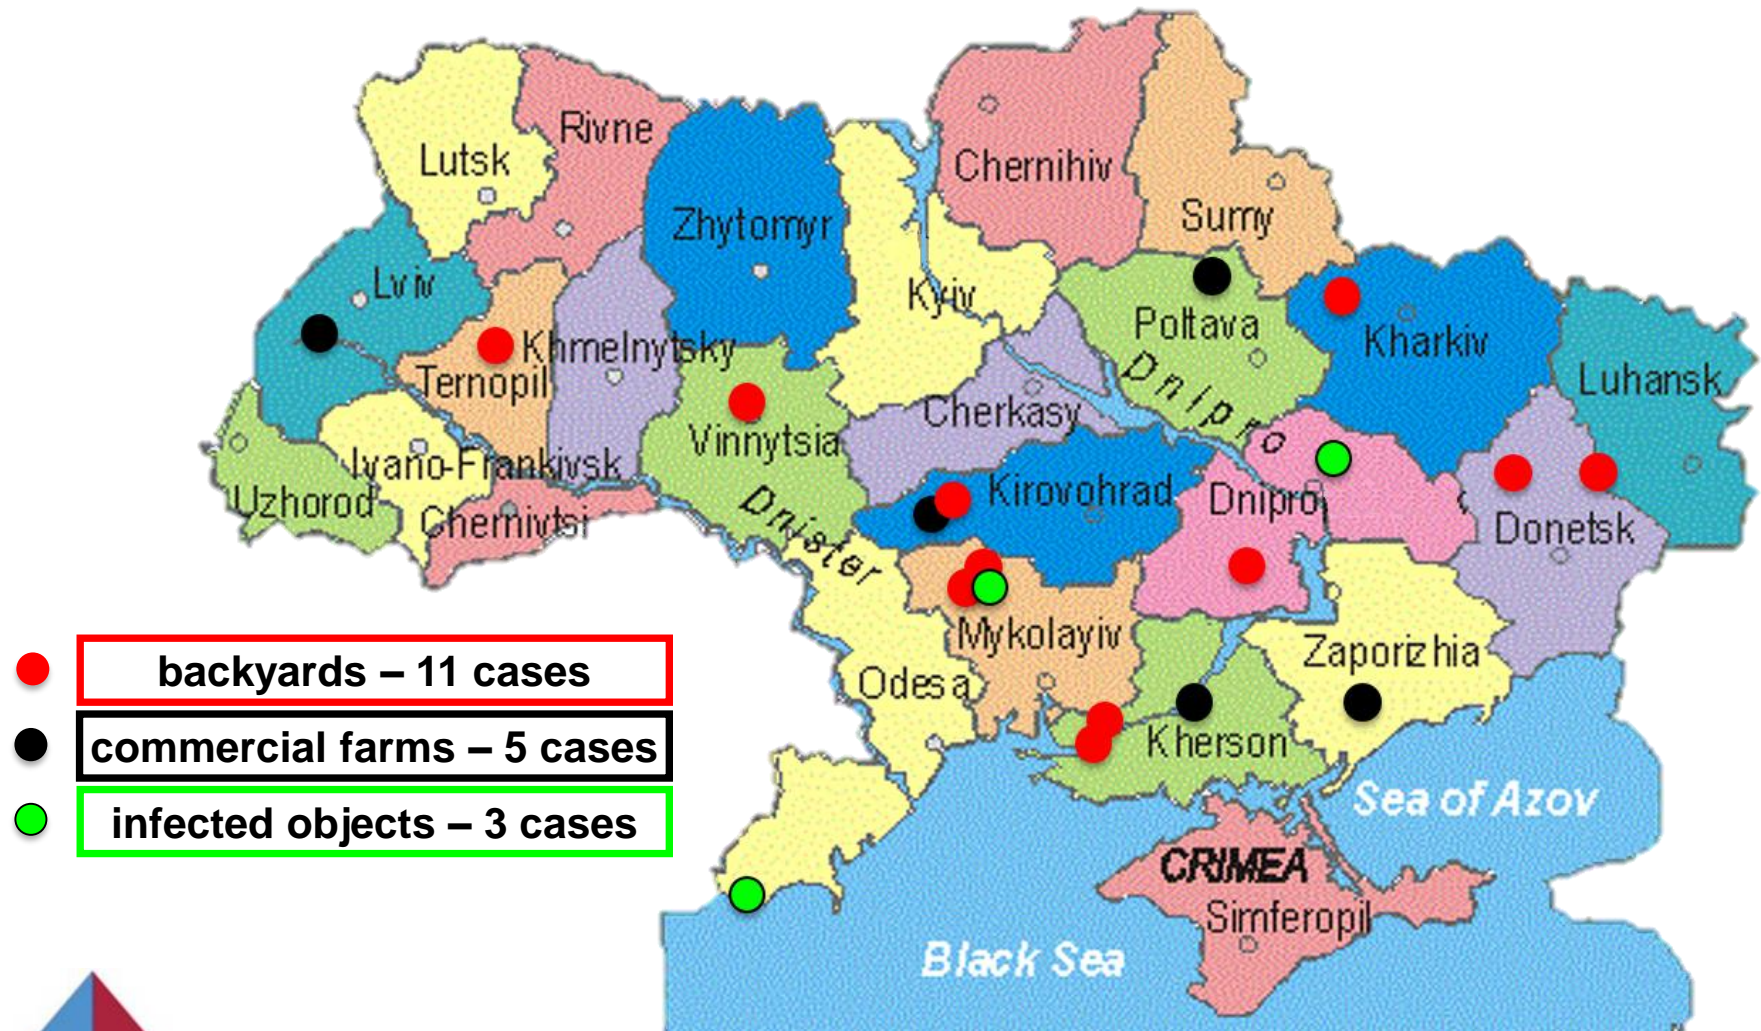 Rivne
Lutsk
Chernihiv
Sumy
Zhytomyr
Lviv
Kyiv
Poltava
Kharkiv
Khmelnytsky
Ternopil
Luhansk
Dnipro
Cherkasy
Vinnytsia
Ivano-Frankivsk
Uzhorod
Chernivtsi
Dnister
Kirovohrad
Dnipro
Donetsk
Mykolayiv
Zaporizhia
Odesa
Kherson
backyards – 11 cases
commercial farms – 5 cases
infected objects – 3 cases
Sea of Azov
CRIMEA
Simferopil
Black Sea